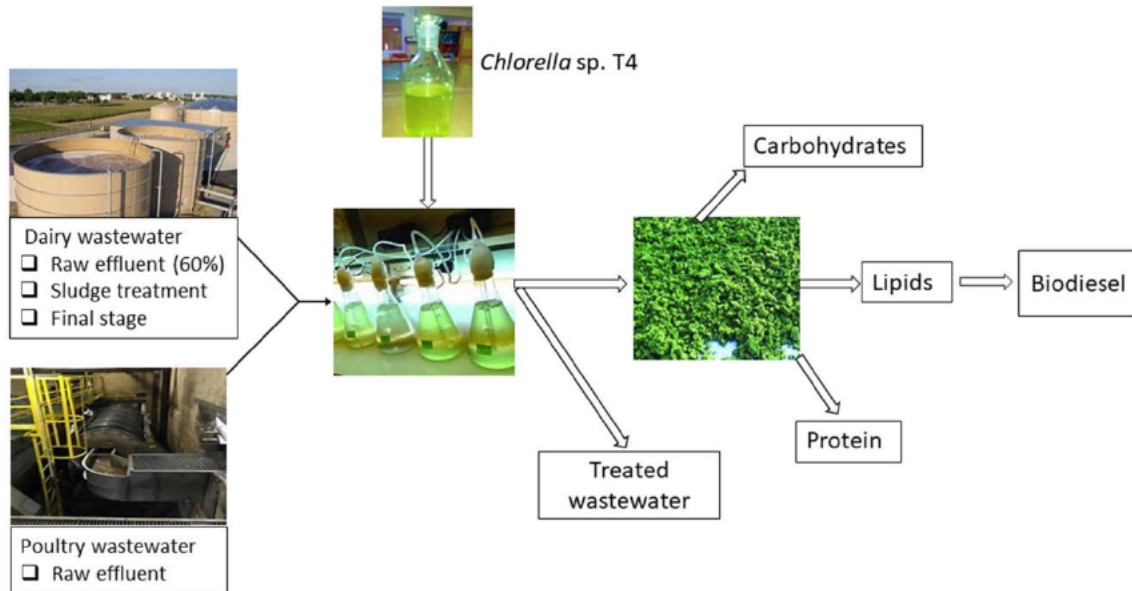 Chlorella sp. T4
Dairy wastewater
❑ Raw effluent (60%)
❑ Sludge treatment
❑ Final stage
Poultry wastewater
❑ Raw effluent
Carbohydrates
Lipids
Biodiesel
Protein
Treated
wastewater